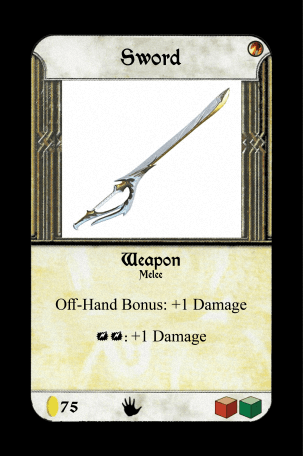 Sword
Weapon
Melee
Off-Hand Bonus: +1 Damage
: +1 Damage
75